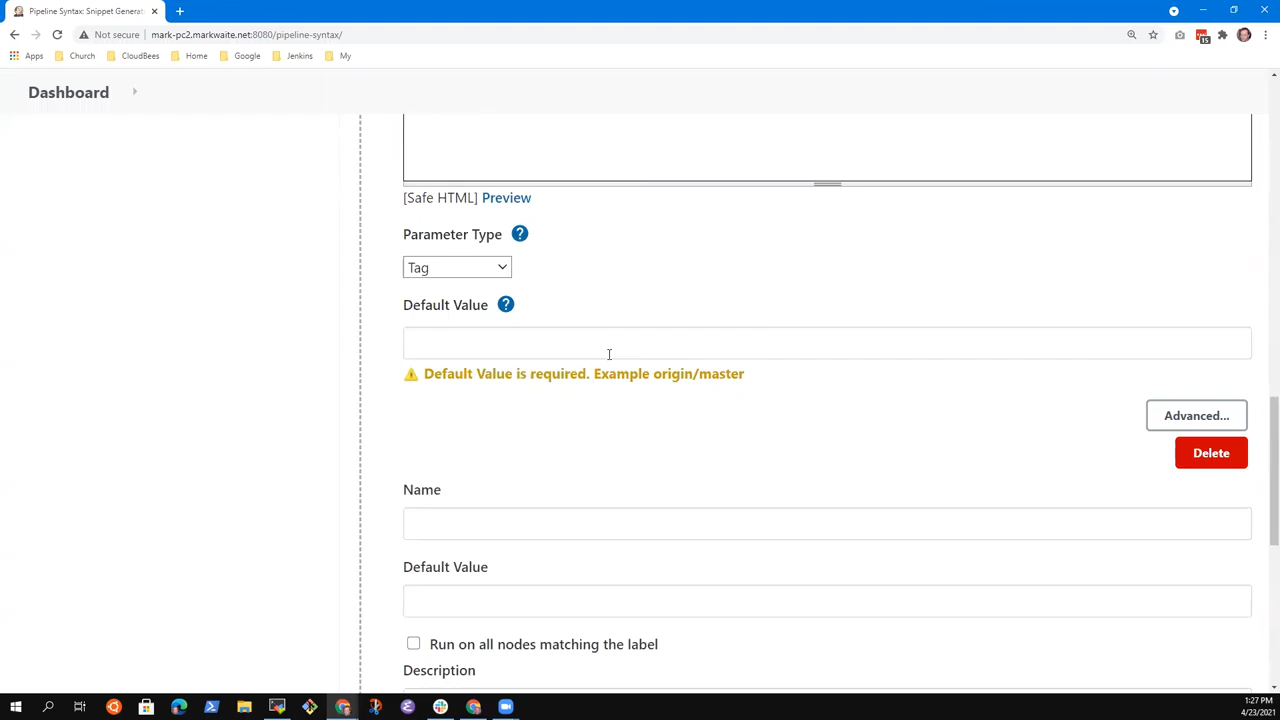 Pipeline Syntax: Snippet Generat
Not secure
mark-pc2.markwaite.net:8080/pipeline-syntax/
15
Apps
Church
CloudBees
Home
Google
Jenkins
My
Dashboard
[Safe HTML] Preview
Parameter Type ?
Tag
Default Value ?
Default Value is required. Example origin/master
Advanced...
Delete
Name
Default Value
Run on all nodes matching the label
Description
1:27 PM
4/23/2021